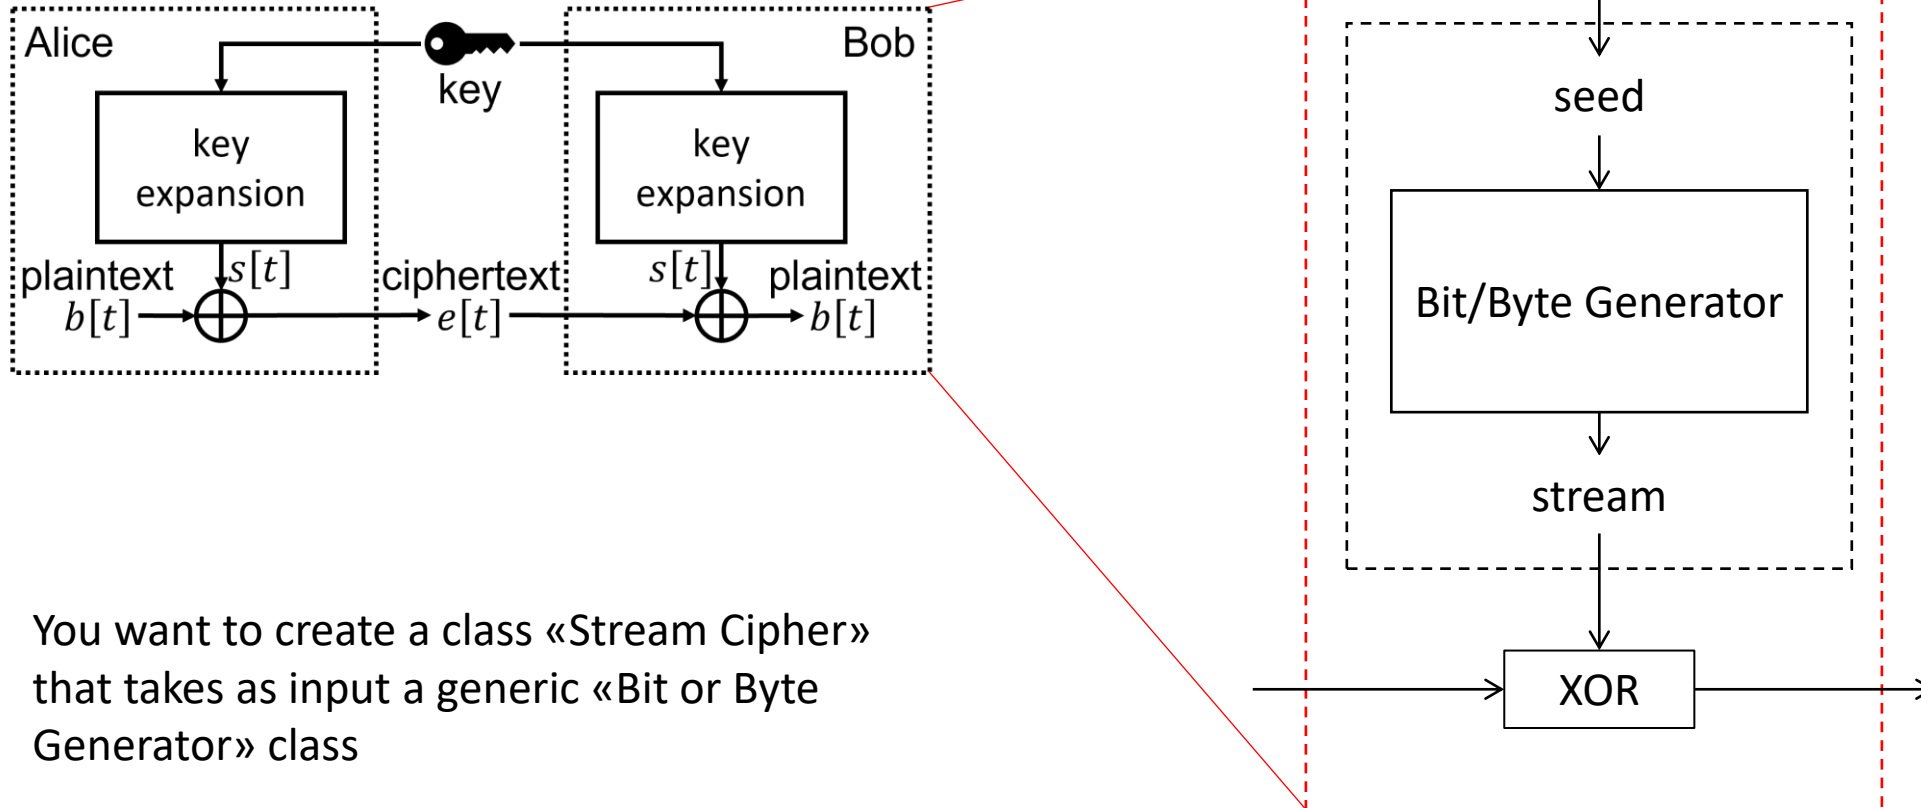 Alice
key
Bob
key
expansion
key
expansion
plaintext
s[t]
ciphertext
s[t]
plaintext
b[t]
e[t]
b[t]
You want to create a class «Stream Cipher»
that takes as input a generic «Bit or Byte
Generator» class
seed
Bit/Byte Generator
stream
XOR